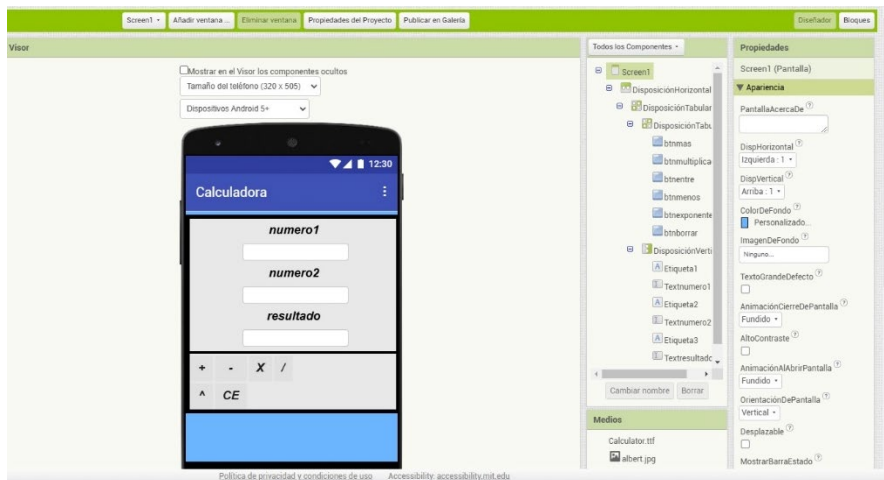 Screen1 Añadir ventana ... Eliminar ventana Propiedades del Proyecto Publicar en Galería Diseñador Bloques
Visor
Mostrar en el Visor los componentes ocultos
Tamaño del teléfono (320 x 505)
Dispositivos Android 5+
12:30
Calculadora
numero1
numero2
resultado
+ - X /
^ CE
Todos los Componentes
Screen1
DisposiciónHorizontal
DisposiciónTabular
DisposiciónTabu
btnmas
btnmultiplica
btnentre
btnmenos
btnexponente
btnborrar
DisposiciónVerti
Etiqueta1
Textnumero1
Etiqueta2
Textnumero2
Etiqueta3
Textresultado
Cambiar nombre Borrar
Medios
Calculator.ttf
albert.jpg
Propiedades
Screen1 (Pantalla)
Apariencia
PantallaAcercaDe ?
DispHorizontal ?
Izquierda : 1
DispVertical ?
Arriba : 1
ColorDeFondo ?
Personalizado...
ImagenDeFondo ?
Ninguno...
TextoGrandeDefecto ?
AnimaciónCierreDePantalla ?
Fundido
AltoContraste ?
AnimaciónAlAbrirPantalla ?
Fundido
OrientaciónDePantalla ?
Vertical
Desplazable ?
MostrarBarraEstado ?
Política de privacidad y condiciones de uso Accessibility: accessibility.mit.edu